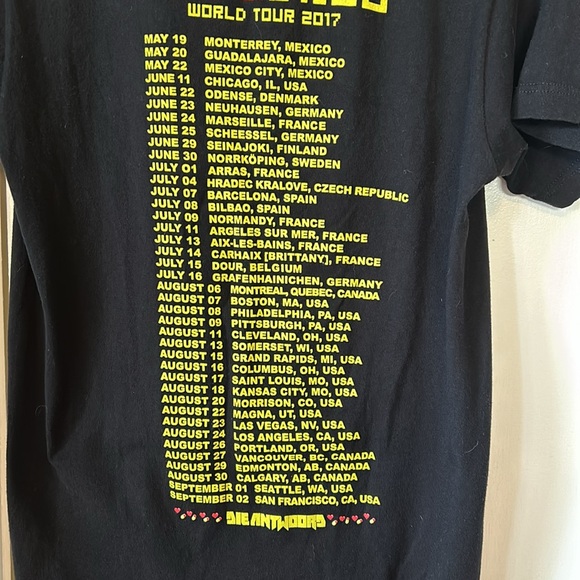 WORLD TOUR 2017
MAY 19 MONTERREY, MEXICO
MAY 20 GUADALAJARA, MEXICO
MAY 22 MEXICO CITY, MEXICO
JUNE 11 CHICAGO, IL, USA
JUNE 22 ODENSE, DENMARK
JUNE 23 NEUHAUSEN, GERMANY
JUNE 24 MARSEILLE, FRANCE
JUNE 25 SCHEESSEL, GERMANY
JUNE 29 SEINAJOKI, FINLAND
JUNE 30 NORRKÖPING, SWEDEN
JULY 01 ARRAS, FRANCE
JULY 04 HRADEC KRALOVE, CZECH REPUBLIC
JULY 07 BARCELONA, SPAIN
JULY 08 BILBAO, SPAIN
JULY 09 NORMANDY, FRANCE
JULY 11 ARGELES SUR MER, FRANCE
JULY 13 AIX-LES-BAINS, FRANCE
JULY 14 CARHAIX [BRITTANY], FRANCE
JULY 15 DOUR, BELGIUM
JULY 16 GRAFENHAINICHEN, GERMANY
AUGUST 06 MONTREAL, QUEBEC, CANADA
AUGUST 07 BOSTON, MA, USA
AUGUST 08 PHILADELPHIA, PA, USA
AUGUST 09 PITTSBURGH, PA, USA
AUGUST 11 CLEVELAND, OH, USA
AUGUST 13 SOMERSET, WI, USA
AUGUST 15 GRAND RAPIDS, MI, USA
AUGUST 16 COLUMBUS, OH, USA
AUGUST 17 SAINT LOUIS, MO, USA
AUGUST 18 KANSAS CITY, MO, USA
AUGUST 20 MORRISON, CO, USA
AUGUST 22 MAGNA, UT, USA
AUGUST 23 LAS VEGAS, NV, USA
AUGUST 24 LOS ANGELES, CA, USA
AUGUST 26 PORTLAND, OR, USA
AUGUST 27 VANCOUVER, BC, CANADA
AUGUST 29 EDMONTON, AB, CANADA
AUGUST 30 CALGARY, AB, CANADA
SEPTEMBER 01 SEATTLE, WA, USA
SEPTEMBER 02 SAN FRANCISCO, CA, USA
DIE ANTWOORD